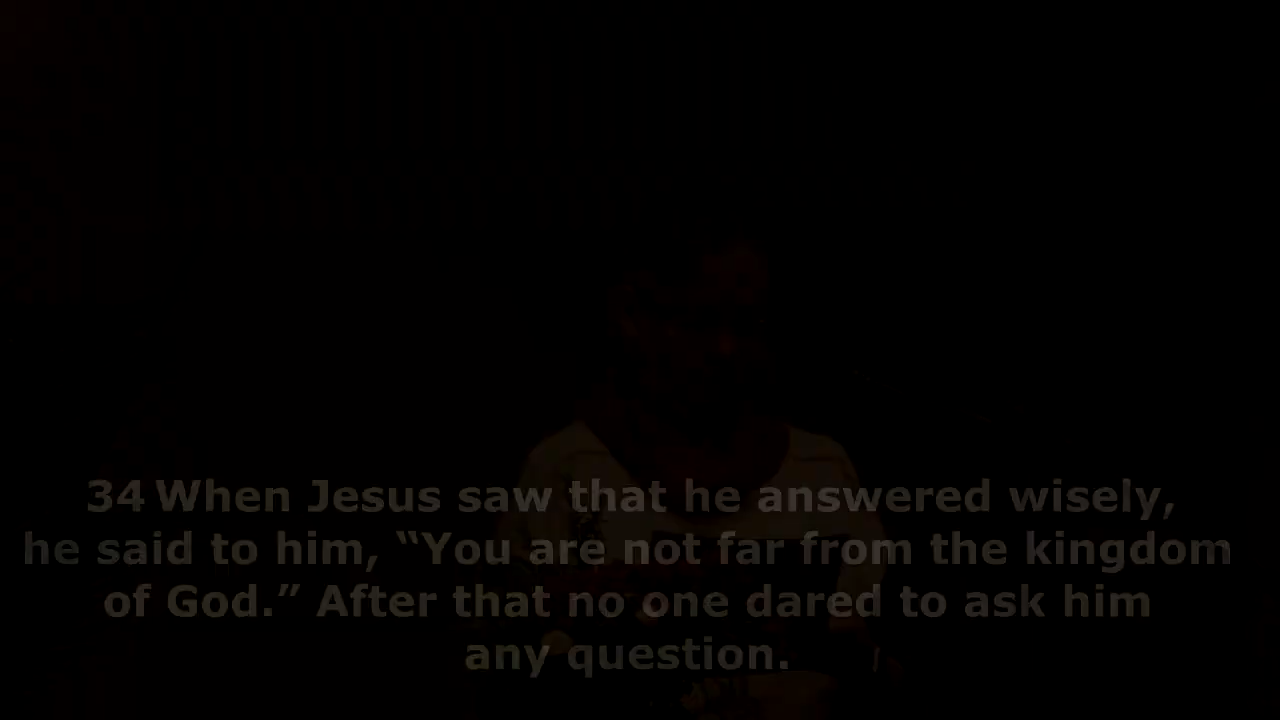 34 When Jesus saw that he answered wisely,
he said to him, “You are not far from the kingdom
of God.” After that no one dared to ask him
any question.